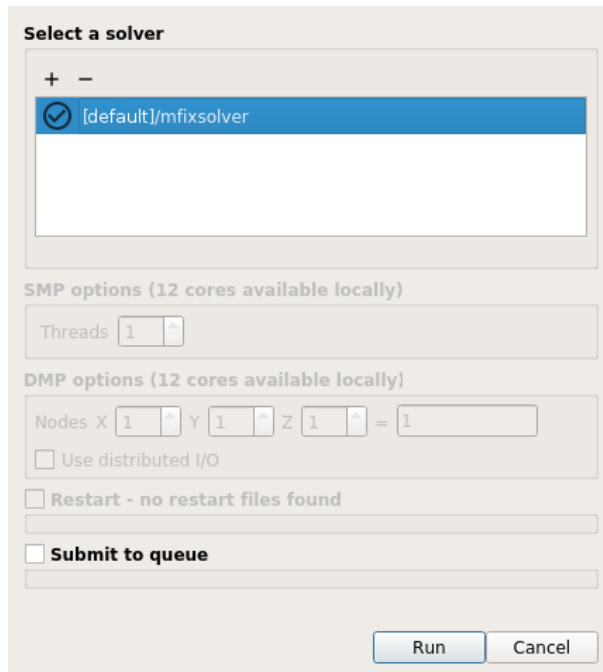 Select a solver
+ −
[default]/mfixsolver
SMP options (12 cores available locally)
Threads 1
DMP options (12 cores available locally)
Nodes X 1 Y 1 Z 1 = 1
Use distributed I/O
Restart - no restart files found
Submit to queue
Run Cancel